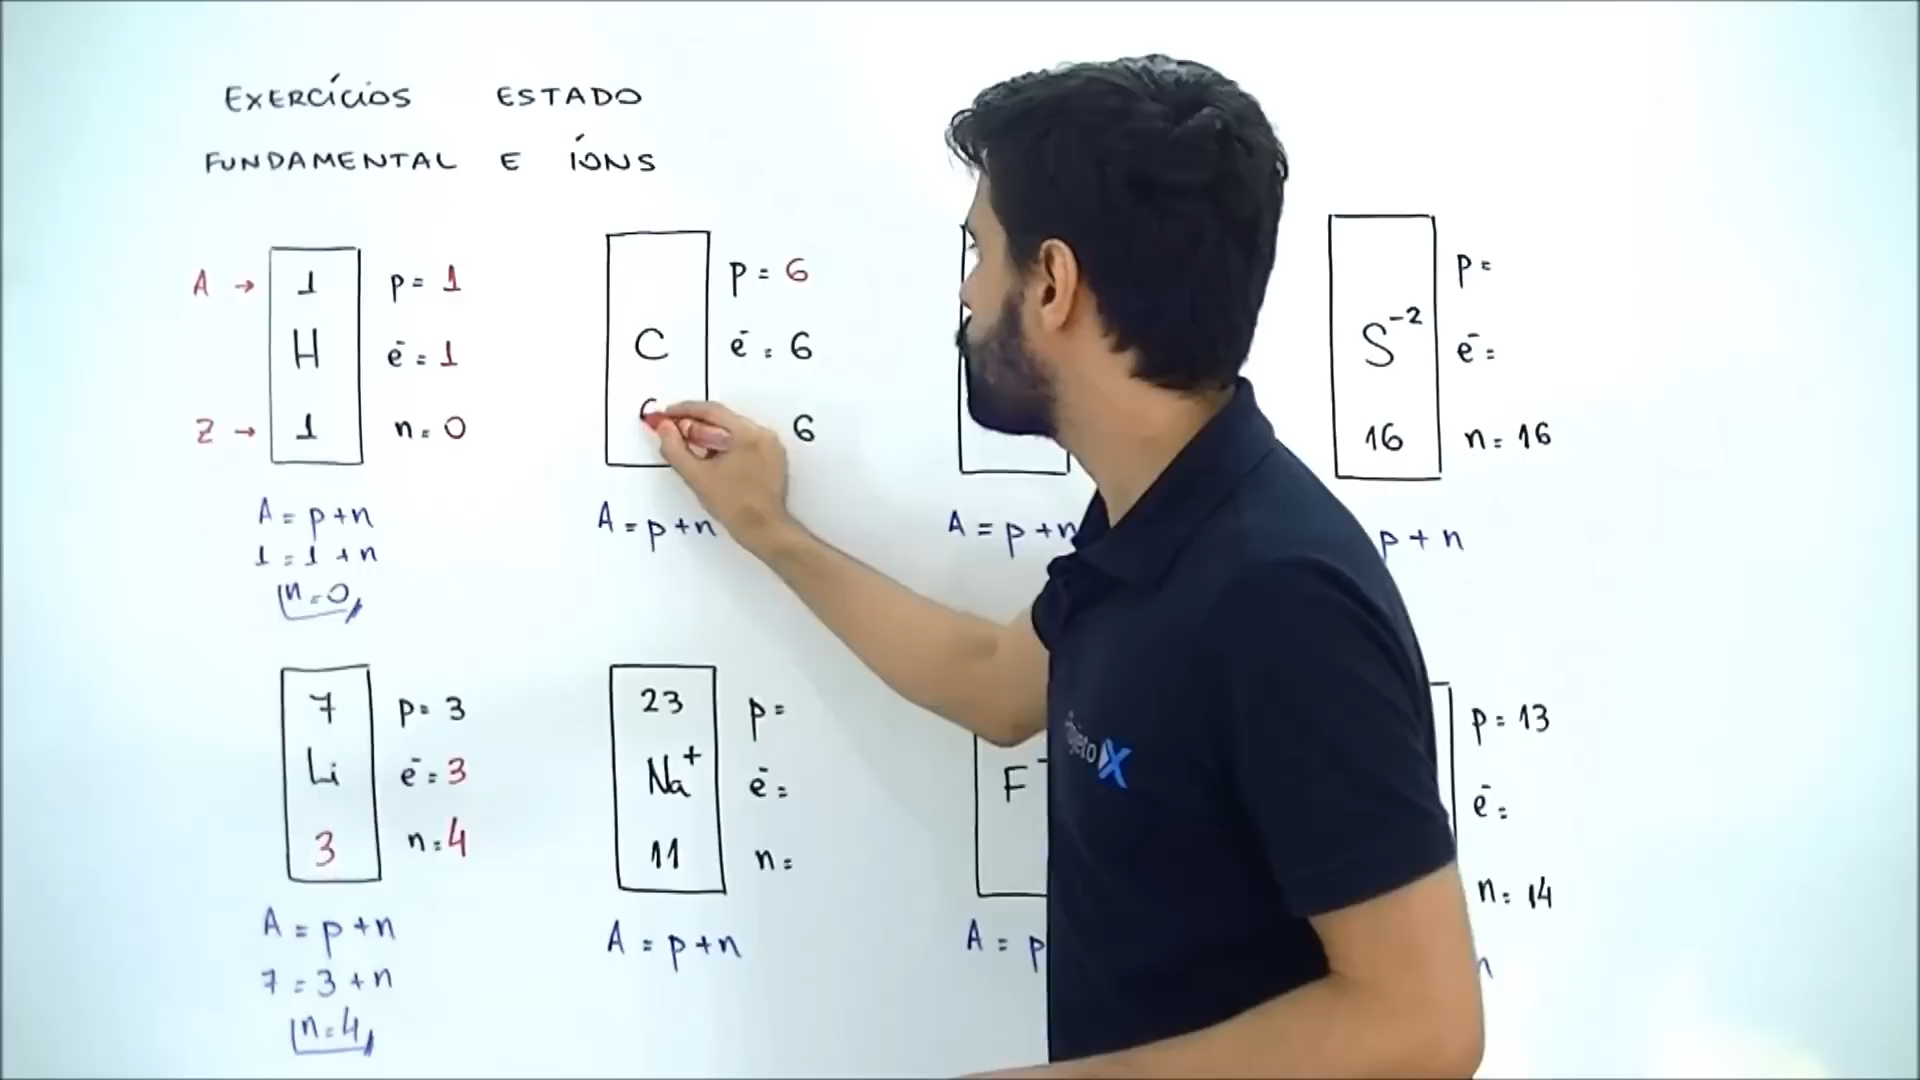 EXERCÍCIOS ESTADO
FUNDAMENTAL E ÍONS
A → 1 p = 1
H e⁻ = 1
Z → 1 n = 0
A = p + n
1 = 1 + n
n = 0
C p = 6
e⁻ = 6
6 6
A = p + n
A = p + n
S⁻² p =
e⁻ =
16 n = 16
p + n
7 p = 3
Li e⁻ = 3
3 n = 4
A = p + n
7 = 3 + n
n = 4
23 p =
Na⁺ e⁻ =
11 n =
A = p + n
F⁻
A = p
p = 13
e⁻ =
n = 14
n
X